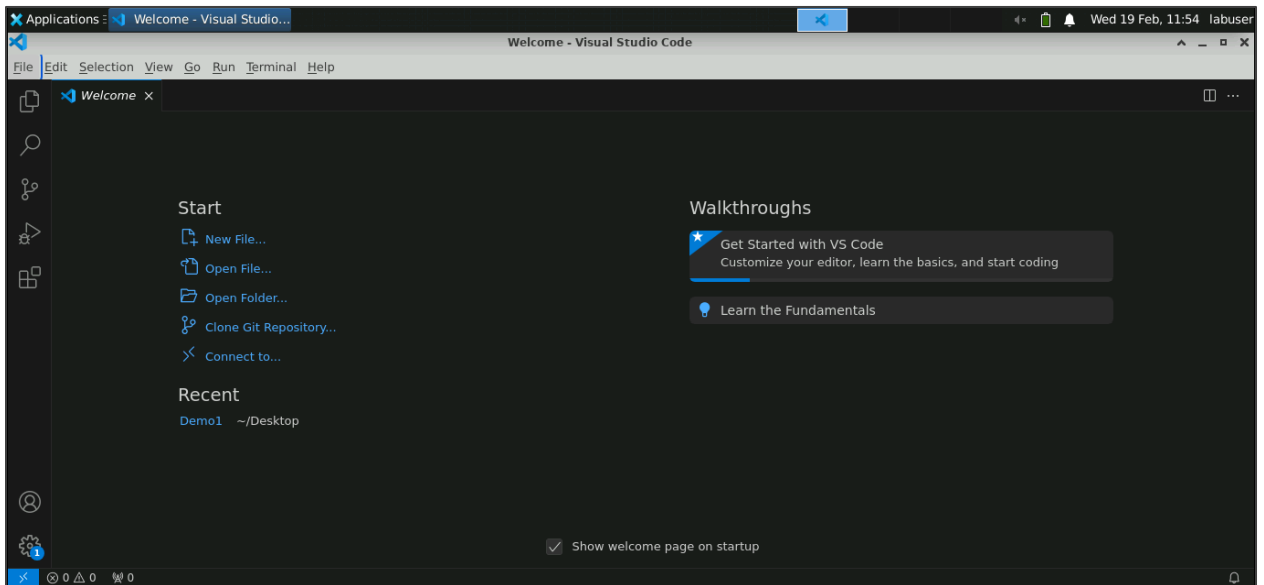 Applications Welcome - Visual Studio... Wed 19 Feb, 11:54 labuser
Welcome - Visual Studio Code
File Edit Selection View Go Run Terminal Help
Welcome
Start
New File...
Open File...
Open Folder...
Clone Git Repository...
Connect to...
Recent
Demo1 ~/Desktop
Walkthroughs
Get Started with VS Code
Customize your editor, learn the basics, and start coding
Learn the Fundamentals
Show welcome page on startup
1
0 0 0